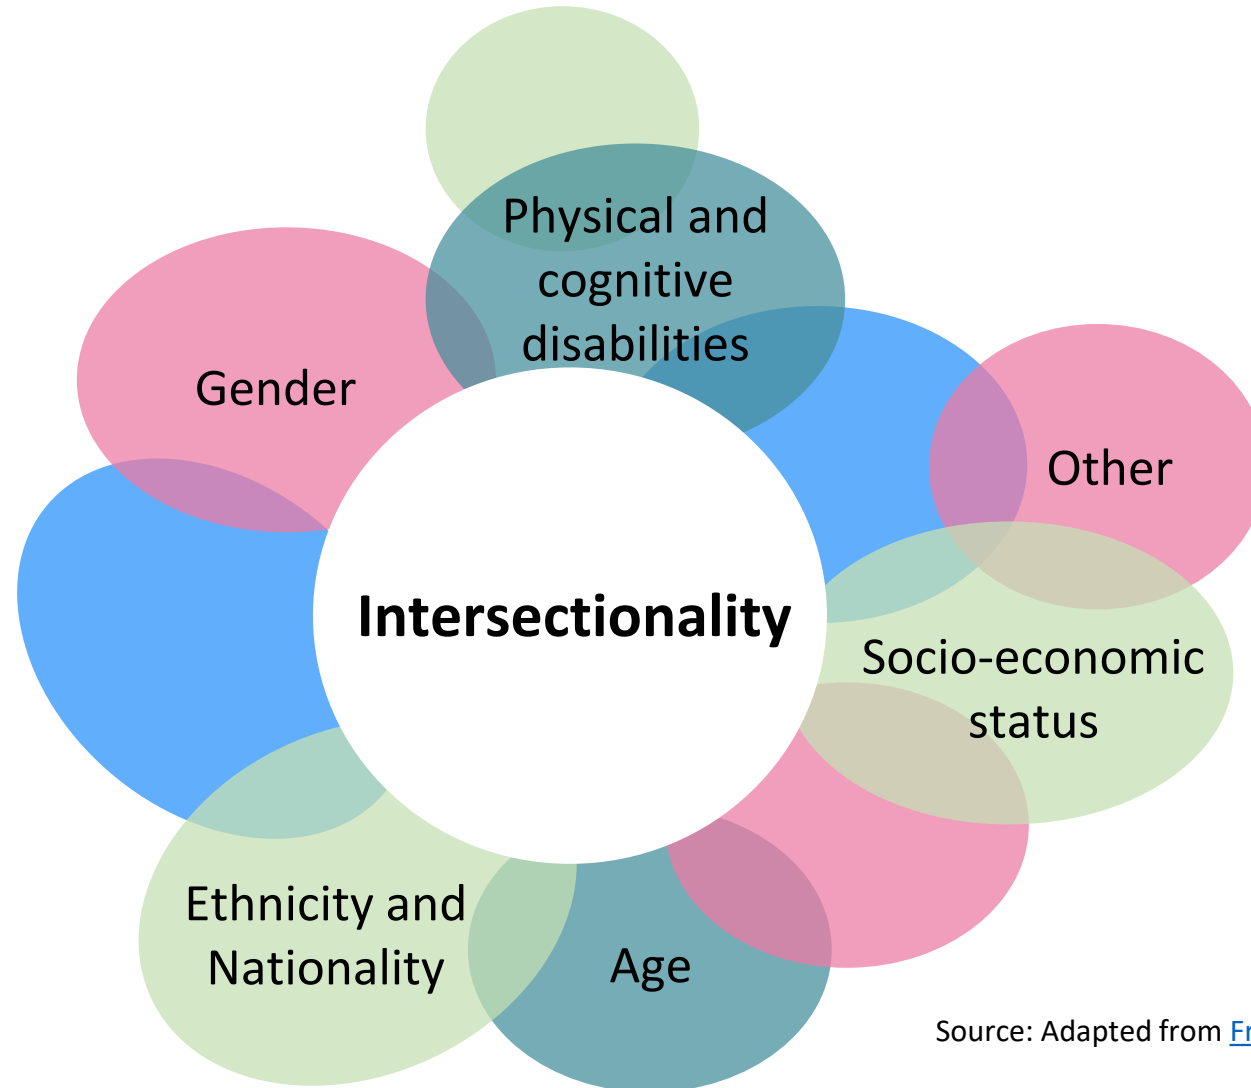 Physical and
cognitive
disabilities
Gender
Other
Intersectionality
Socio-economic
status
Ethnicity and
Nationality
Age
Source: Adapted from